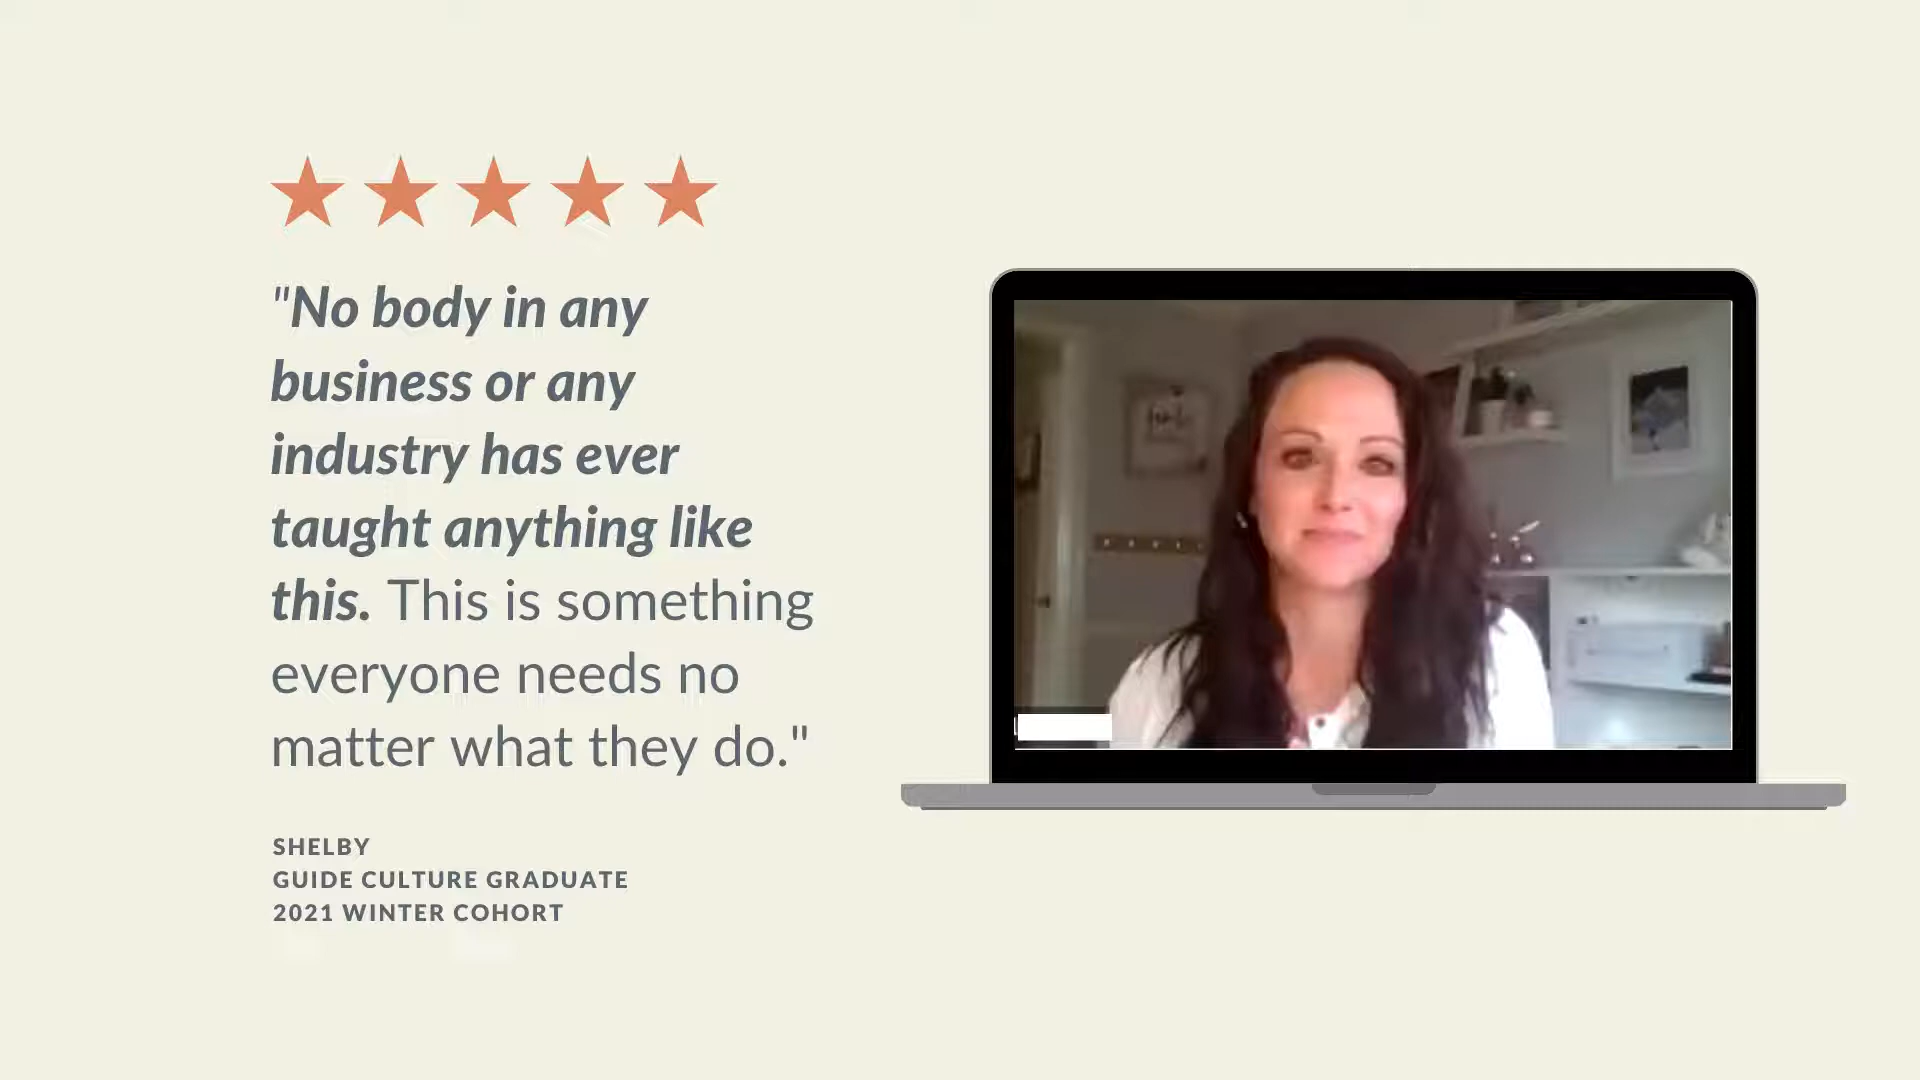 "No body in any
business or any
industry has ever
taught anything like
this. This is something
everyone needs no
matter what they do."
SHELBY
GUIDE CULTURE GRADUATE
2021 WINTER COHORT